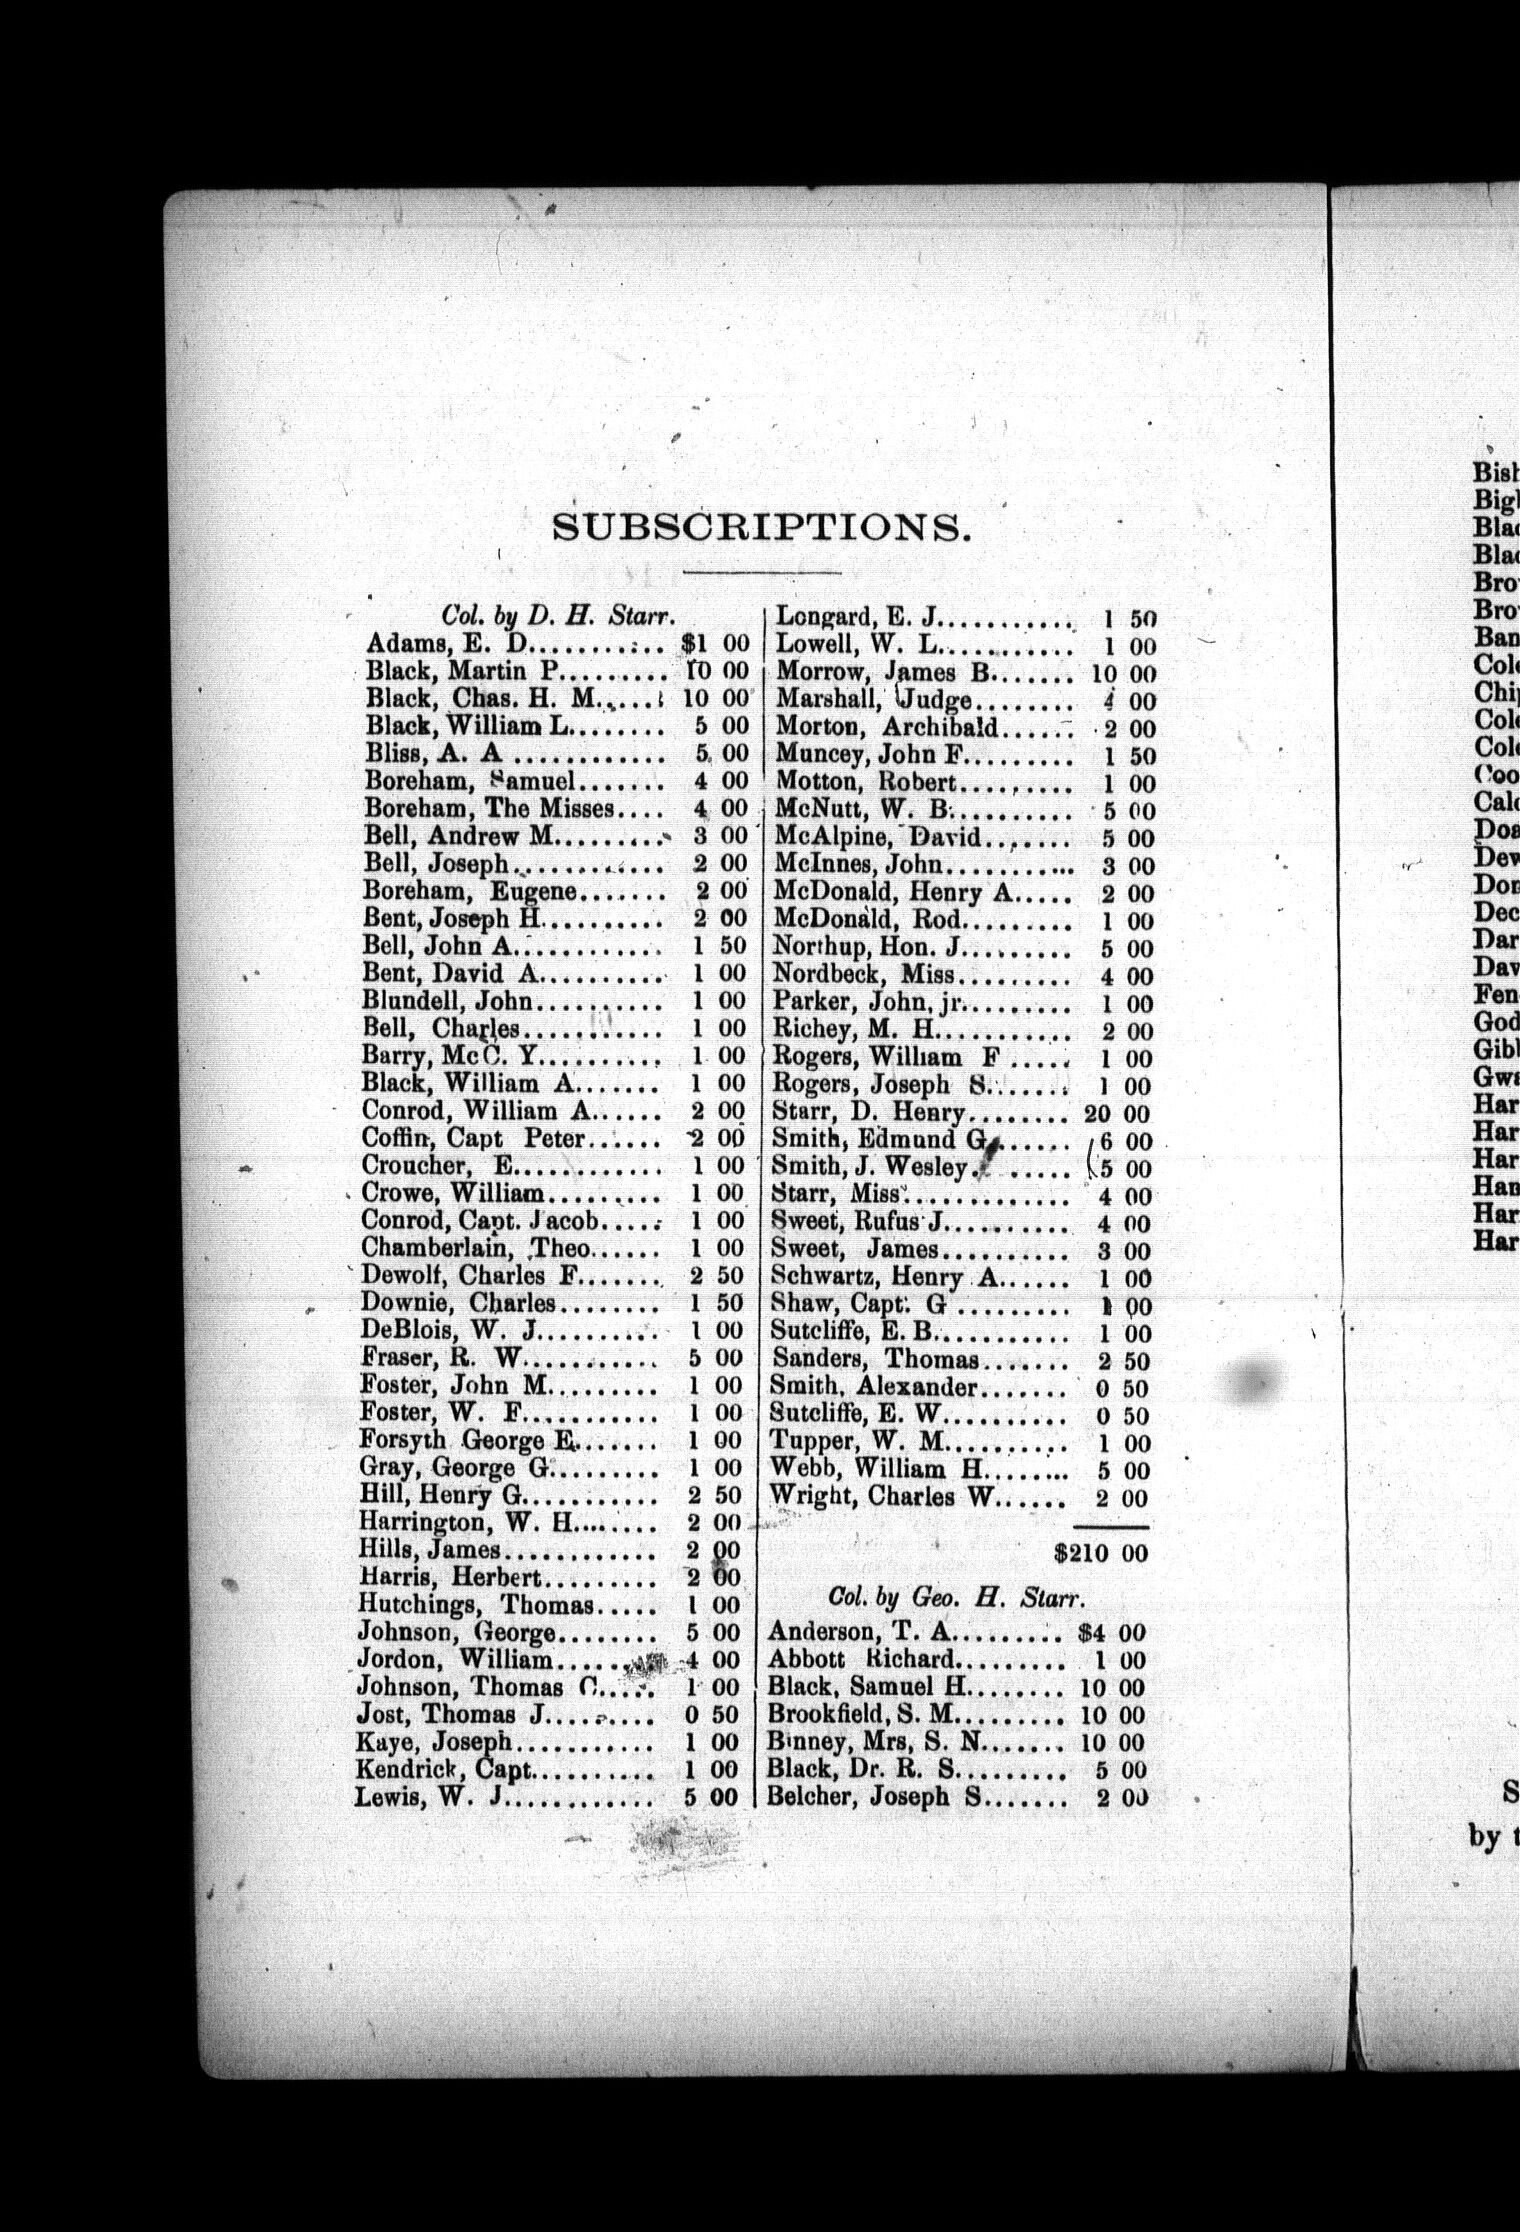 SUBSCRIPTIONS.
Col. by D. H. Starr.
Adams, E. D........... $1 00
Black, Martin P......... 10 00
Black, Chas. H. M...... 10 00
Black, William L........ 5 00
Bliss, A. A ............ 5 00
Boreham, Samuel....... 4 00
Boreham, The Misses.... 4 00
Bell, Andrew M......... 3 00
Bell, Joseph............ 2 00
Boreham, Eugene....... 2 00
Bent, Joseph H.......... 2 00
Bell, John A............ 1 50
Bent, David A.......... 1 00
Blundell, John.......... 1 00
Bell, Charles........... 1 00
Barry, McC. Y.......... 1 00
Black, William A....... 1 00
Conrod, William A...... 2 00
Coffin, Capt Peter...... 2 00
Croucher, E............ 1 00
Crowe, William......... 1 00
Conrod, Capt. Jacob..... 1 00
Chamberlain, Theo...... 1 00
Dewolf, Charles F....... 2 50
Downie, Charles........ 1 50
DeBlois, W. J.......... 1 00
Fraser, R. W........... 5 00
Foster, John M......... 1 00
Foster, W. F........... 1 00
Forsyth George E....... 1 00
Gray, George G......... 1 00
Hill, Henry G........... 2 50
Harrington, W. H........ 2 00
Hills, James............ 2 00
Harris, Herbert......... 2 00
Hutchings, Thomas..... 1 00
Johnson, George........ 5 00
Jordon, William........ 4 00
Johnson, Thomas C..... 1 00
Jost, Thomas J......... 0 50
Kaye, Joseph........... 1 00
Kendrick, Capt.......... 1 00
Lewis, W. J............ 5 00
Longard, E. J........... 1 50
Lowell, W. L........... 1 00
Morrow, James B....... 10 00
Marshall, Judge........ 4 00
Morton, Archibald...... 2 00
Muncey, John F......... 1 50
Motton, Robert......... 1 00
McNutt, W. B.......... 5 00
McAlpine, David....... 5 00
McInnes, John........... 3 00
McDonald, Henry A..... 2 00
McDonald, Rod......... 1 00
Northup, Hon. J......... 5 00
Nordbeck, Miss......... 4 00
Parker, John, jr......... 1 00
Richey, M. H........... 2 00
Rogers, William F ..... 1 00
Rogers, Joseph S....... 1 00
Starr, D. Henry........ 20 00
Smith, Edmund G....... 6 00
Smith, J. Wesley....... 5 00
Starr, Miss............. 4 00
Sweet, Rufus J.......... 4 00
Sweet, James.......... 3 00
Schwartz, Henry A...... 1 00
Shaw, Capt. G ......... 1 00
Sutcliffe, E. B........... 1 00
Sanders, Thomas....... 2 50
Smith, Alexander....... 0 50
Sutcliffe, E. W.......... 0 50
Tupper, W. M.......... 1 00
Webb, William H........ 5 00
Wright, Charles W...... 2 00
$210 00
Col. by Geo. H. Starr.
Anderson, T. A......... $4 00
Abbott Richard......... 1 00
Black, Samuel H........ 10 00
Brookfield, S. M......... 10 00
Binney, Mrs, S. N....... 10 00
Black, Dr. R. S......... 5 00
Belcher, Joseph S....... 2 00
by